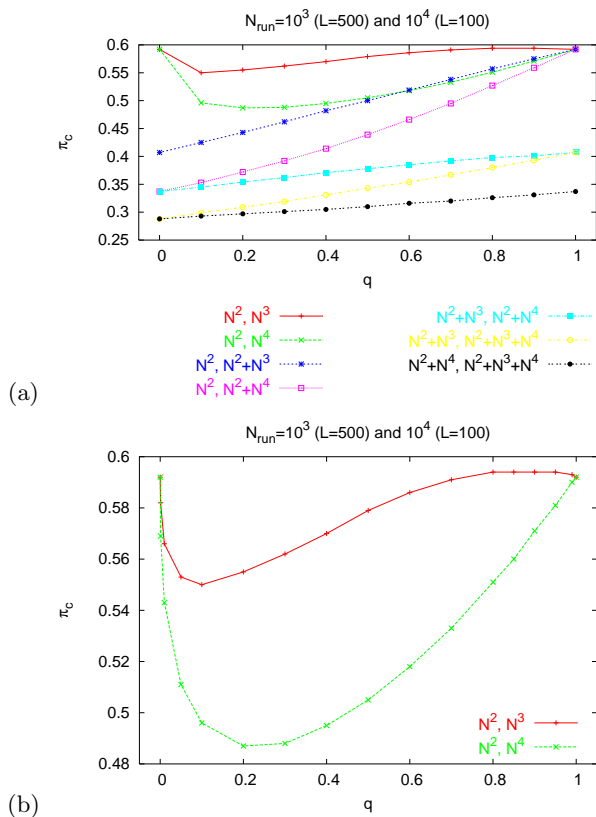 N_run=10^3 (L=500) and 10^4 (L=100)
0.6
0.55
0.5
0.45
0.4
0.35
0.3
0.25
π_c
0 0.2 0.4 0.6 0.8 1
q
N^2, N^3
N^2, N^4
N^2, N^2+N^3
N^2, N^2+N^4
N^2+N^3, N^2+N^4
N^2+N^3, N^2+N^3+N^4
N^2+N^4, N^2+N^3+N^4
(a)
N_run=10^3 (L=500) and 10^4 (L=100)
0.6
0.58
0.56
0.54
0.52
0.5
0.48
π_c
0 0.2 0.4 0.6 0.8 1
q
N^2, N^3
N^2, N^4
(b)